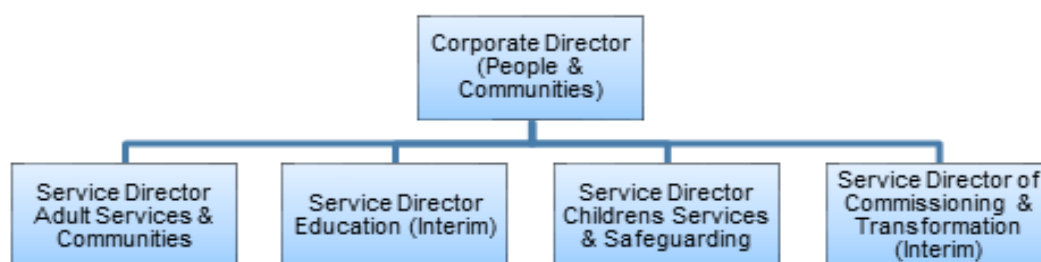 Corporate Director
(People &
Communities)
Service Director
Adult Services &
Communities
Service Director
Education (Interim)
Service Director
Childrens Services
& Safeguarding
Service Director of
Commissioning &
Transformation
(Interim)